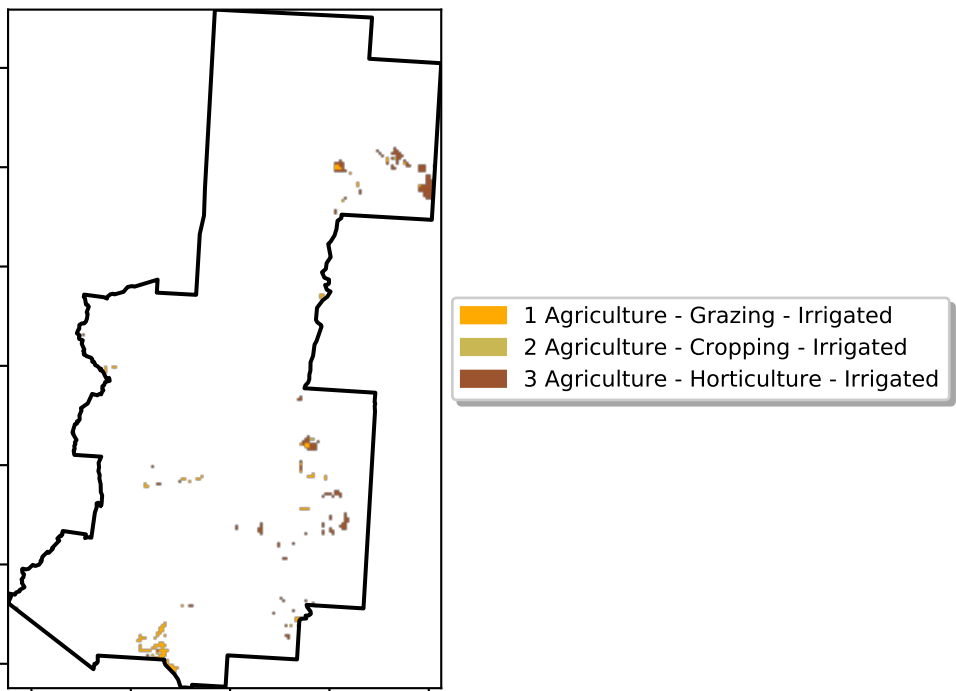 1 Agriculture - Grazing - Irrigated
2 Agriculture - Cropping - Irrigated
3 Agriculture - Horticulture - Irrigated